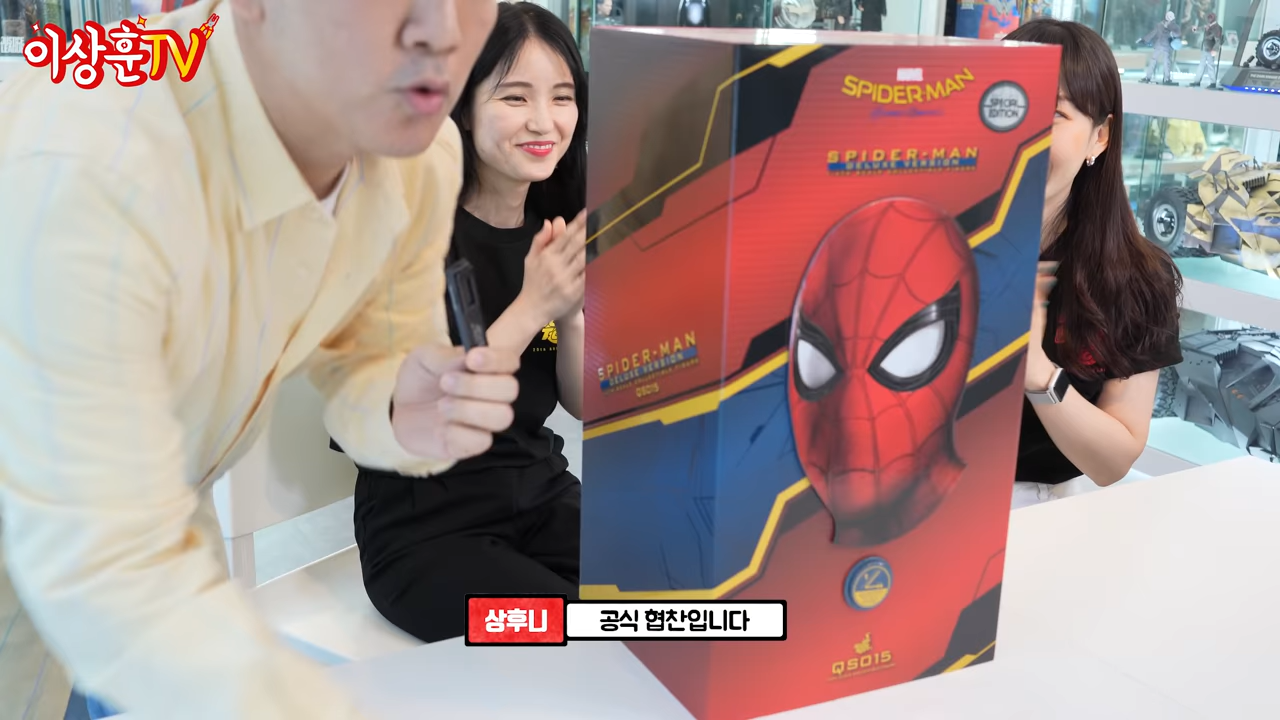 이상훈TV
MARVEL
SPIDER-MAN
SPECIAL
EDITION
SPIDER-MAN
DELUXE VERSION
SPIDER-MAN
DELUXE VERSION
QS015
상후니
공식 협찬입니다
QS015